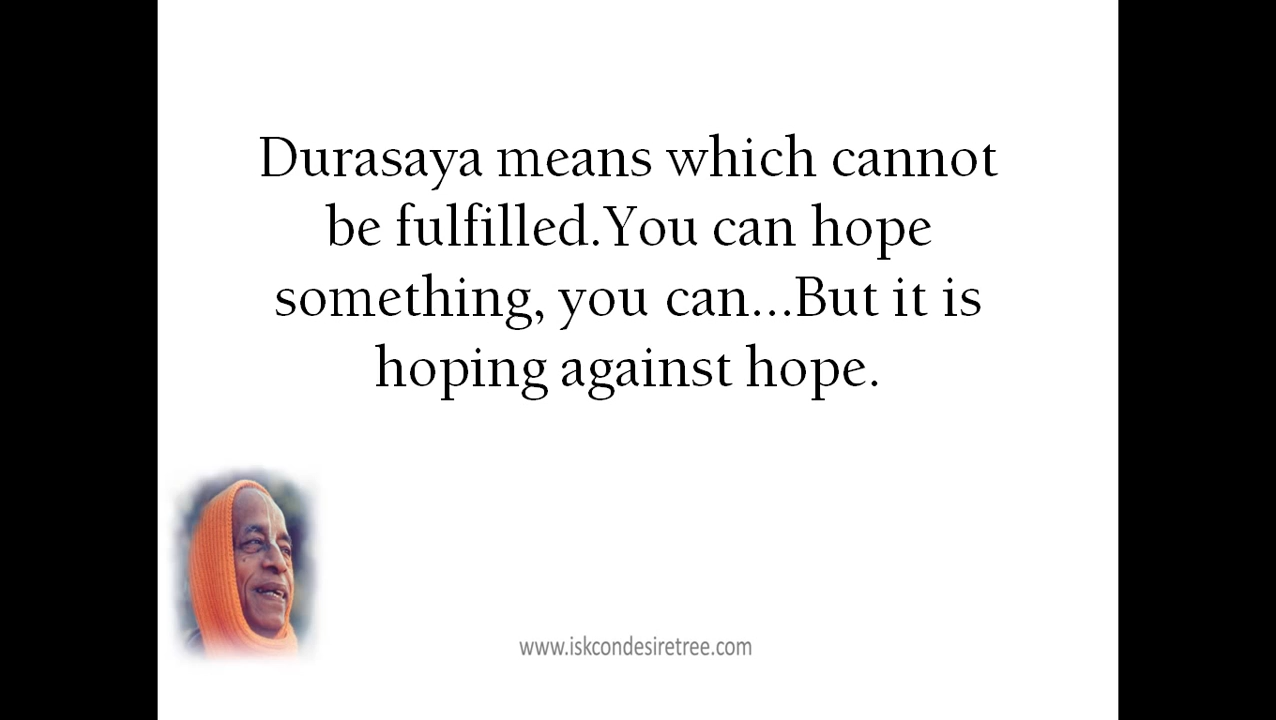 Durasaya means which cannot
be fulfilled.You can hope
something, you can...But it is
hoping against hope.
www.iskcondesiretree.com